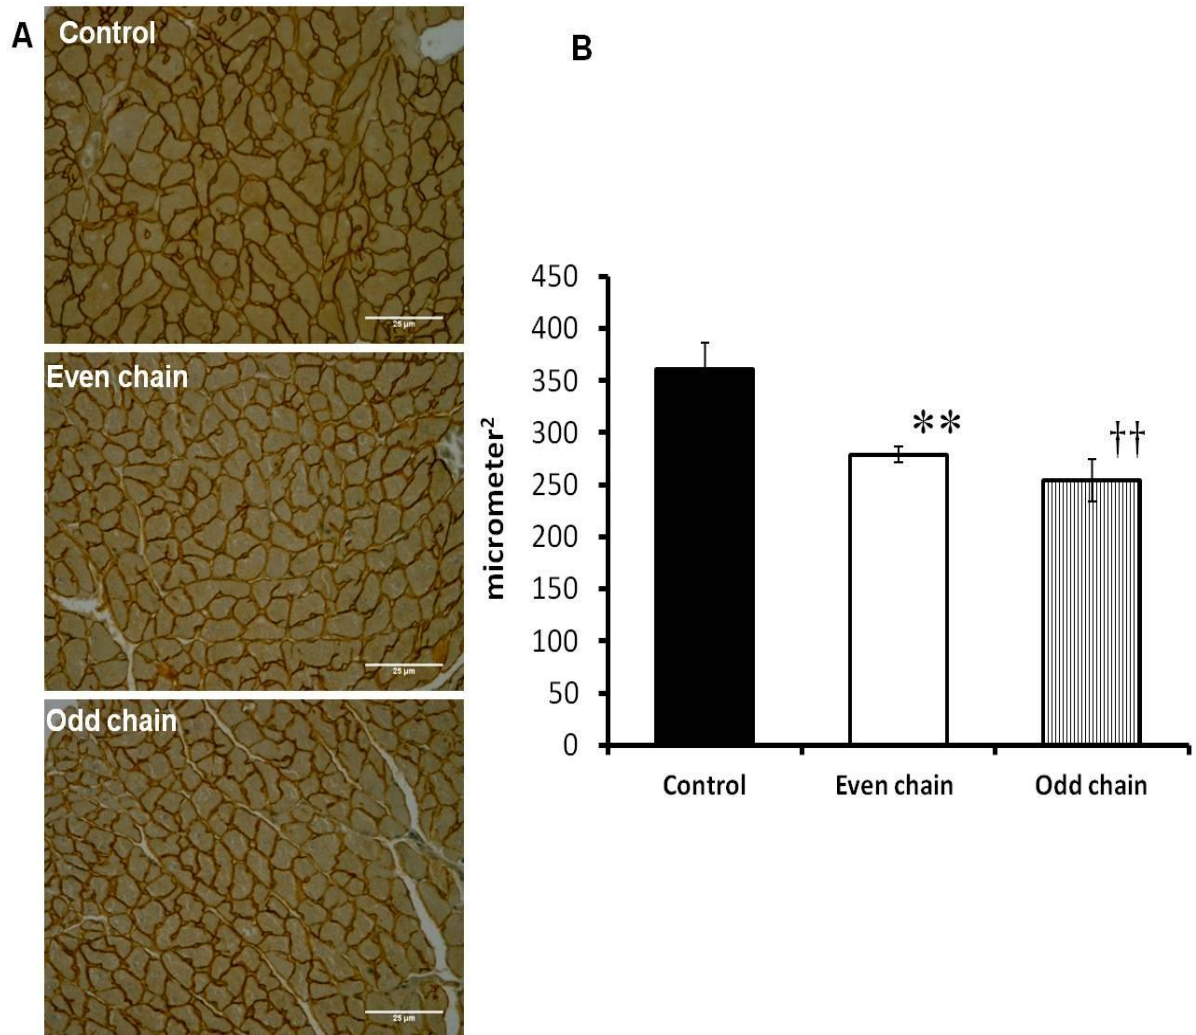 A
Control
25 µm
Even chain
25 µm
Odd chain
25 µm
B
micrometer²
450
400
350
300
250
200
150
100
50
0
**
††
Control
Even chain
Odd chain